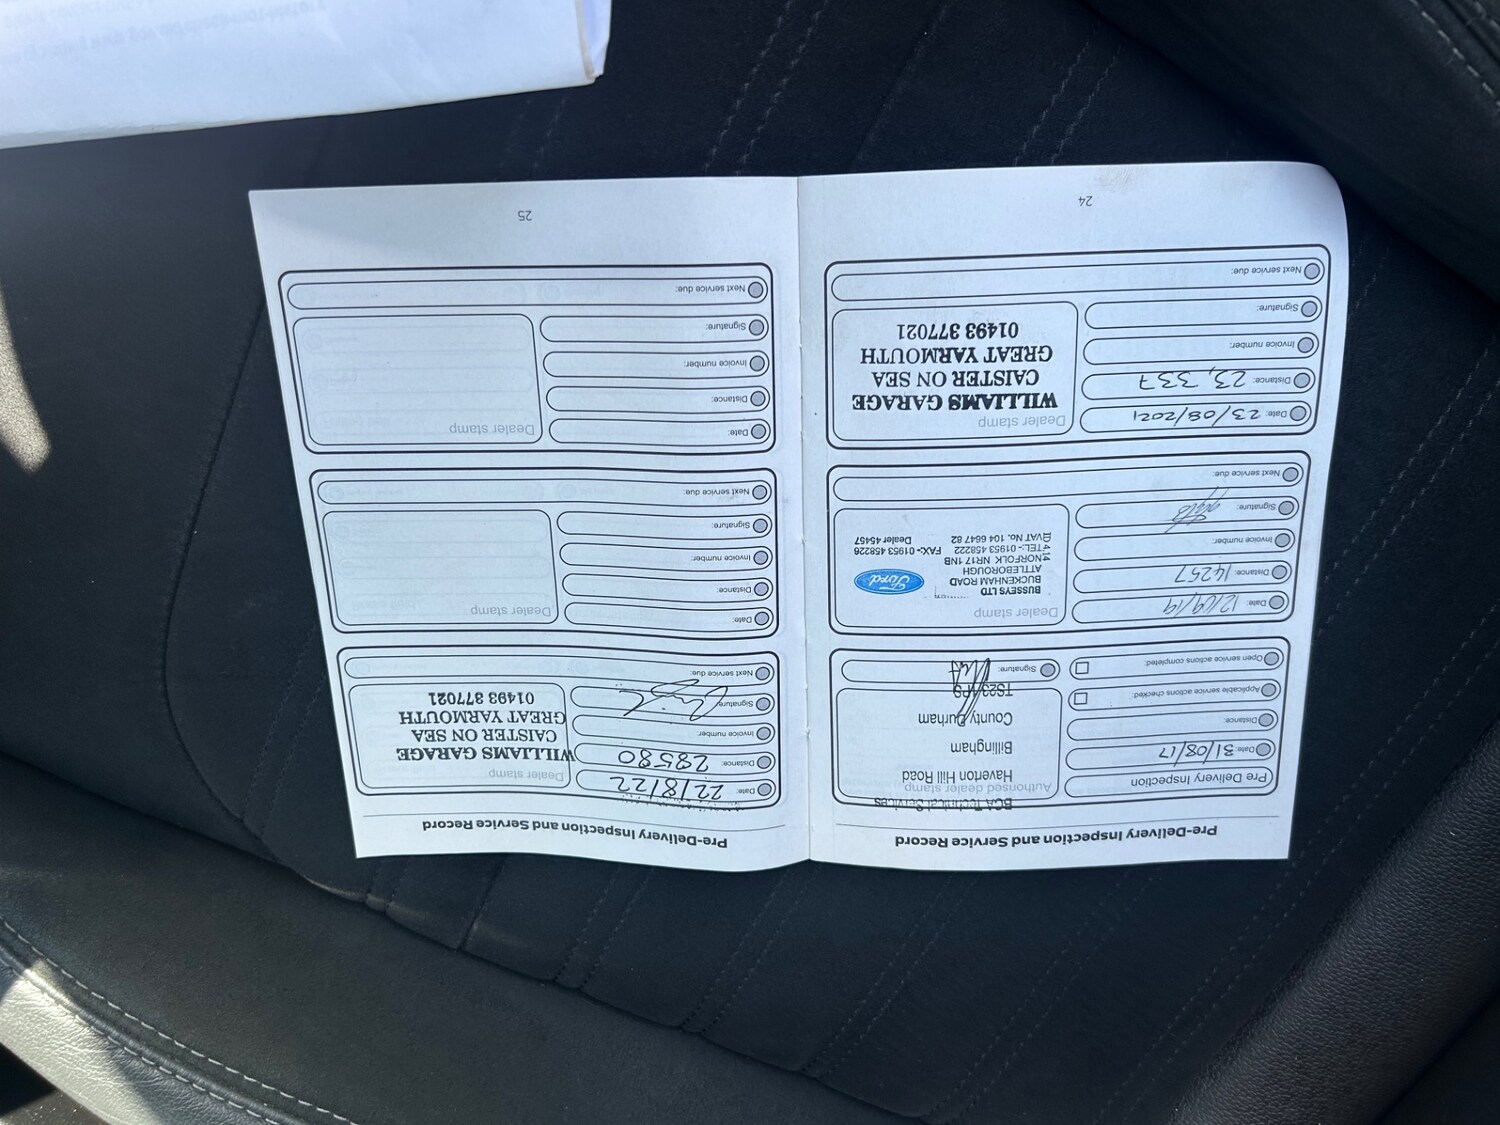 Pre-Delivery Inspection and Service Record
Pre Delivery Inspection
Date: 31/08/17
Distance:
Applicable service actions checked:
Open service actions completed:
BCA Technical Services
Authorised dealer stamp
Haverton Hill Road
Billingham
County Durham
Signature:
Date: 12/09/19
Distance: 14257
Invoice number:
Signature:
Next service due:
Dealer stamp
BUSSEYS LTD
BUCKENHAM ROAD
ATTLEBOROUGH
NORFOLK NR17 1NB
TEL:- 01953 458222 FAX:- 01953 458226
VAT No. 104 6647 82 Dealer 45457
Ford
Date: 23/08/2021
Distance: 23,337
Invoice number:
Signature:
Next service due:
Dealer stamp
WILLIAMS GARAGE
CAISTER ON SEA
GREAT YARMOUTH
01493 377021
24
Pre-Delivery Inspection and Service Record
Date: 22/8/22
Distance: 28580
Invoice number:
Signature:
Next service due:
Dealer stamp
WILLIAMS GARAGE
CAISTER ON SEA
GREAT YARMOUTH
01493 377021
Date:
Distance:
Invoice number:
Signature:
Next service due:
Dealer stamp
Date:
Distance:
Invoice number:
Signature:
Next service due:
Dealer stamp
25